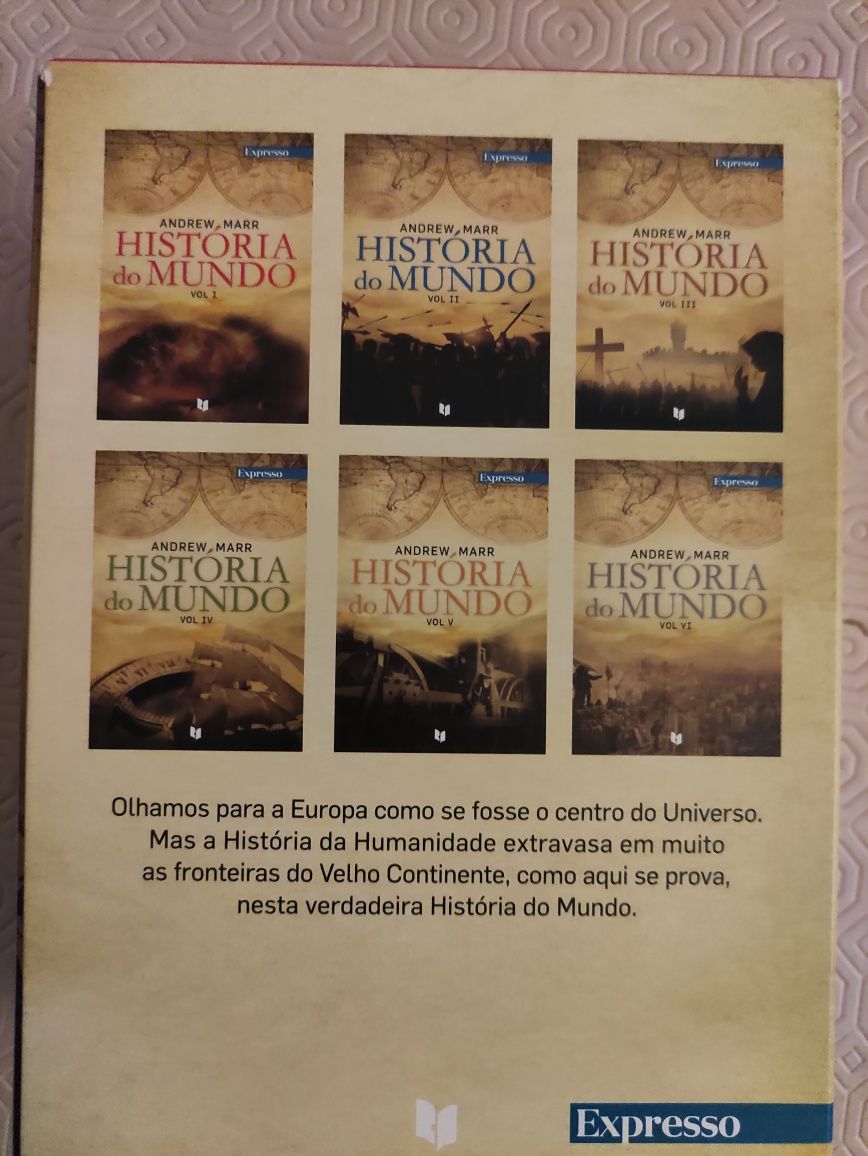 Expresso
ANDREW MARR
HISTÓRIA
do MUNDO
VOL I
Expresso
ANDREW MARR
HISTÓRIA
do MUNDO
VOL II
Expresso
ANDREW MARR
HISTÓRIA
do MUNDO
VOL III
Expresso
ANDREW MARR
HISTÓRIA
do MUNDO
VOL IV
Expresso
ANDREW MARR
HISTÓRIA
do MUNDO
VOL V
Expresso
ANDREW MARR
HISTÓRIA
do MUNDO
VOL VI
Olhamos para a Europa como se fosse o centro do Universo.
Mas a História da Humanidade extravasa em muito
as fronteiras do Velho Continente, como aqui se prova,
nesta verdadeira História do Mundo.
Expresso